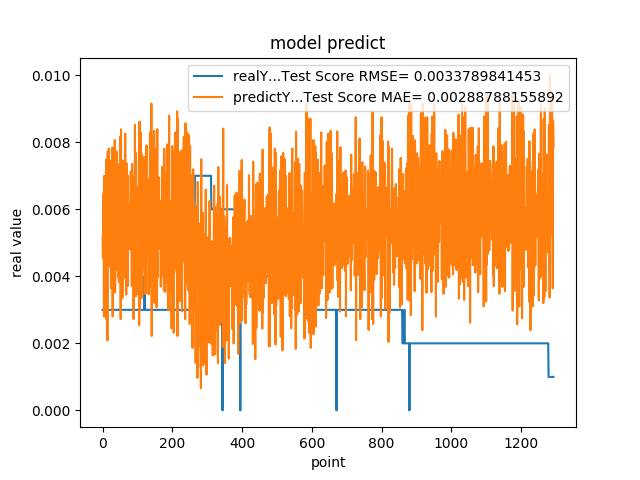 model predict
realY...Test Score RMSE= 0.0033789841453
predictY...Test Score MAE= 0.00288788155892
0.010
0.008
0.006
0.004
0.002
0.000
real value
0 200 400 600 800 1000 1200
point